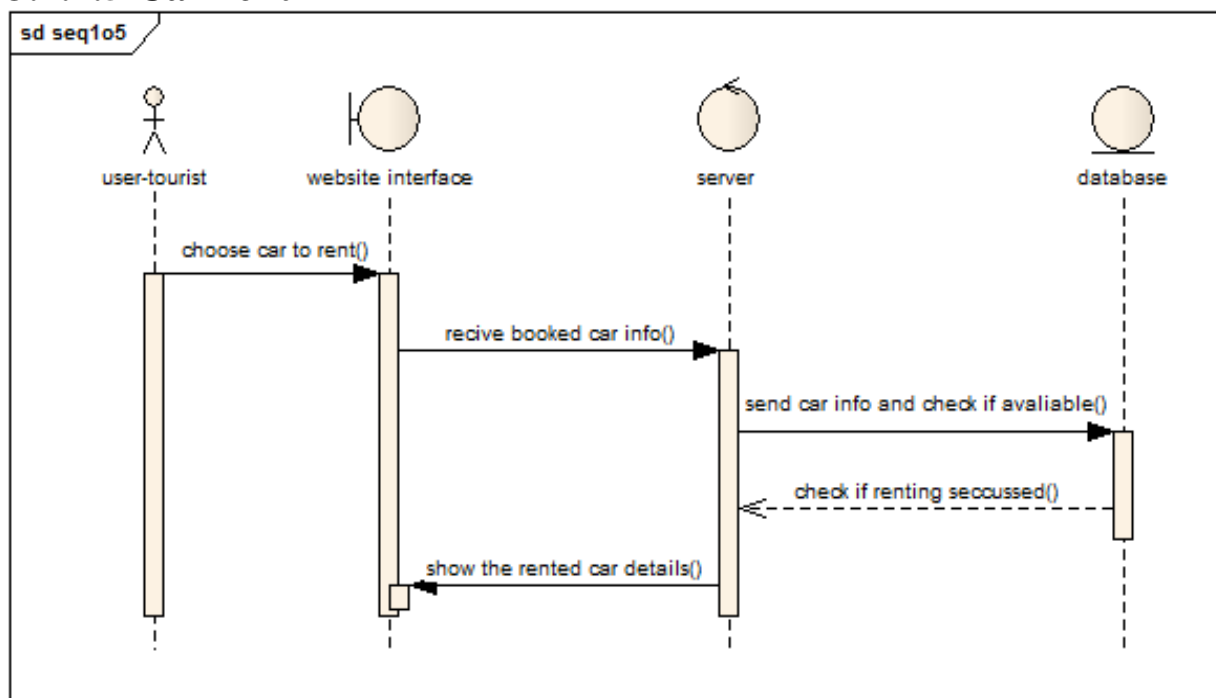 sd seq1o5
user-tourist
website interface
server
database
choose car to rent()
recive booked car info()
send car info and check if avaliable()
check if renting seccussed()
show the rented car details()